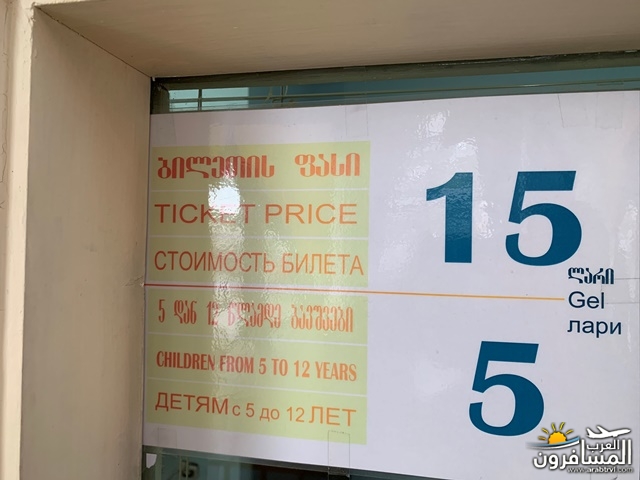 ბილეთის ფასი
TICKET PRICE
СТОИМОСТЬ БИЛЕТА
15
ლარი
Gel
лари
5 დან 12 წლამდე ბავშვები
CHILDREN FROM 5 TO 12 YEARS
ДЕТЯМ с 5 до 12 ЛЕТ
5
العرب
المسافرون
www.arabtrvl.com